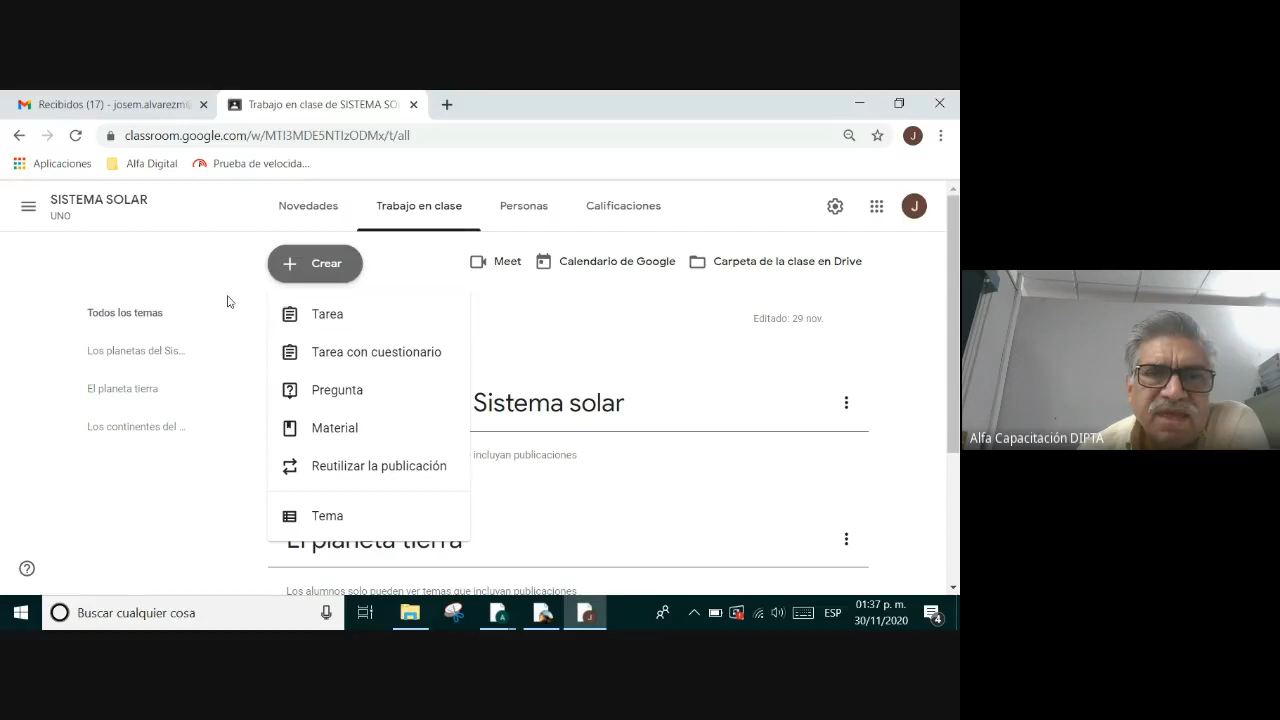 Recibidos (17) - josem.alvarezm
Trabajo en clase de SISTEMA SO
classroom.google.com/w/MTI3MDE5NTIzODMx/t/all
Aplicaciones
Alfa Digital
Prueba de velocida...
SISTEMA SOLAR
UNO
Novedades
Trabajo en clase
Personas
Calificaciones
J
J
Crear
Meet
Calendario de Google
Carpeta de la clase en Drive
Todos los temas
Los planetas del Sis...
El planeta tierra
Los continentes del ...
Tarea
Tarea con cuestionario
Pregunta
Material
Reutilizar la publicación
Tema
Editado: 29 nov.
Sistema solar
incluyan publicaciones
El planeta tierra
Los alumnos solo pueden ver temas que incluyan publicaciones
Alfa Capacitación DIPTA
Buscar cualquier cosa
ESP
01:37 p. m.
30/11/2020
4